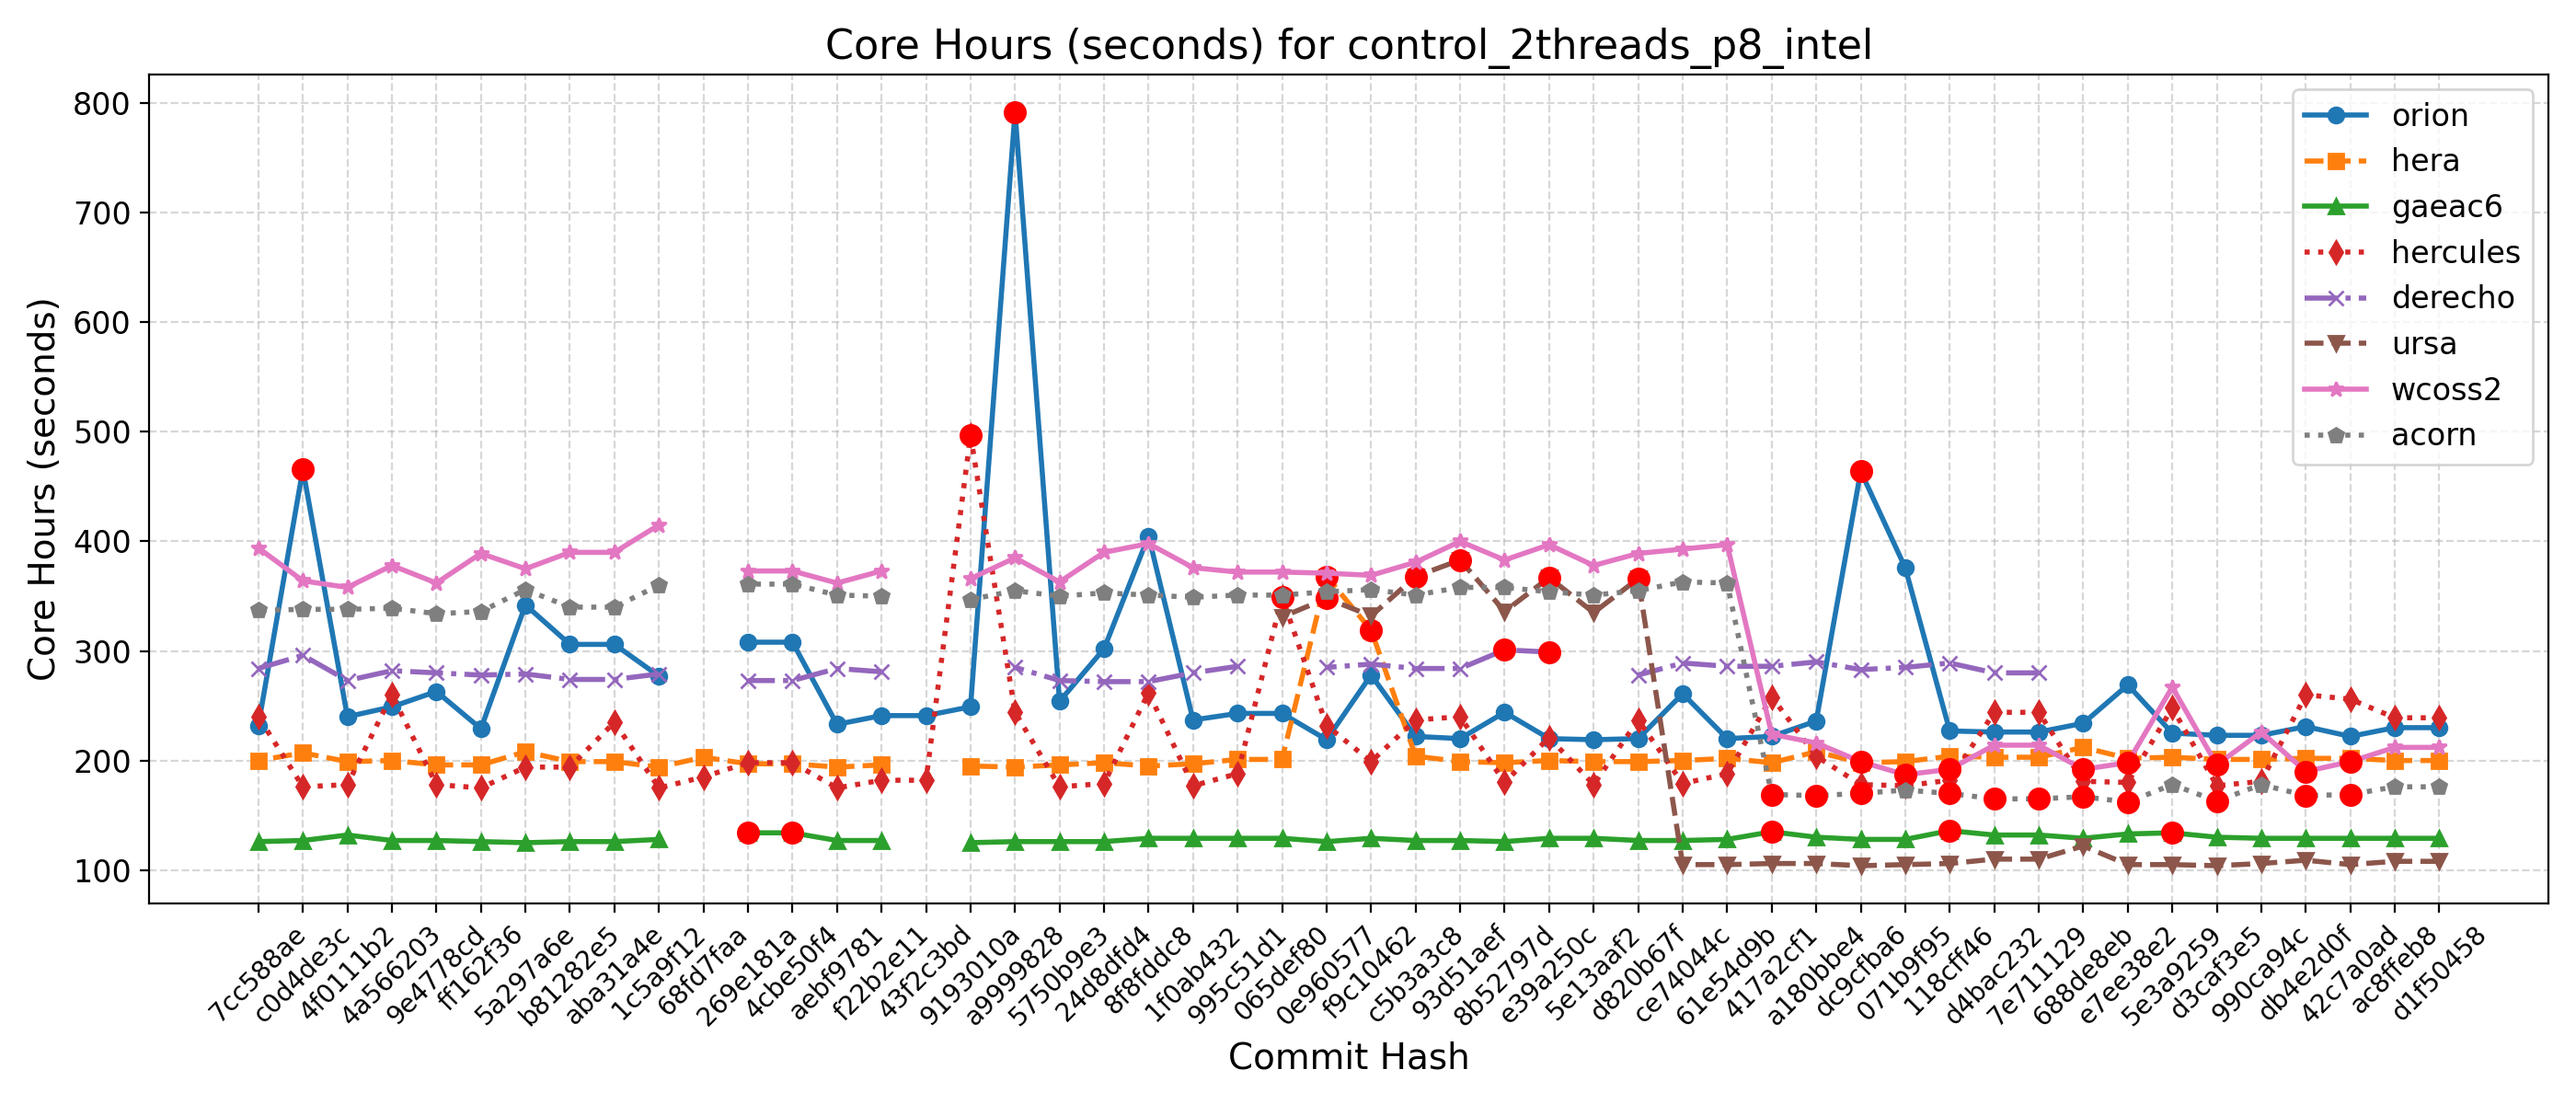 Core Hours (seconds) for control_2threads_p8_intel
Core Hours (seconds)
800
700
600
500
400
300
200
100
orion
hera
gaeac6
hercules
derecho
ursa
wcoss2
acorn
7cc588ae
c0d4de3c
4f0111b2
4a566203
9e4778cd
ff162f36
5a297a6e
b81282e5
aba31a4e
1c5a9f12
68fd7faa
269e181a
4cbe50f4
aebf9781
f22b2e11
43f2c3bd
9193010a
a9999828
5750b9e3
24d8dfd4
8f8fddc8
1f0ab432
995c51d1
065def80
0e960577
f9c10462
c5b3a3c8
93d51aef
8b52797d
e39a250c
5e13aaf2
d820b67f
ce74044c
61e54d9b
417a2cf1
a180bbe4
dc9cfba6
071b9f95
118cff46
d4bac232
7e711129
688de8eb
e7ee38e2
5e3a9259
d3caf3e5
990ca94c
db4e2d0f
42c7a0ad
ac8ffeb8
d1f50458
Commit Hash